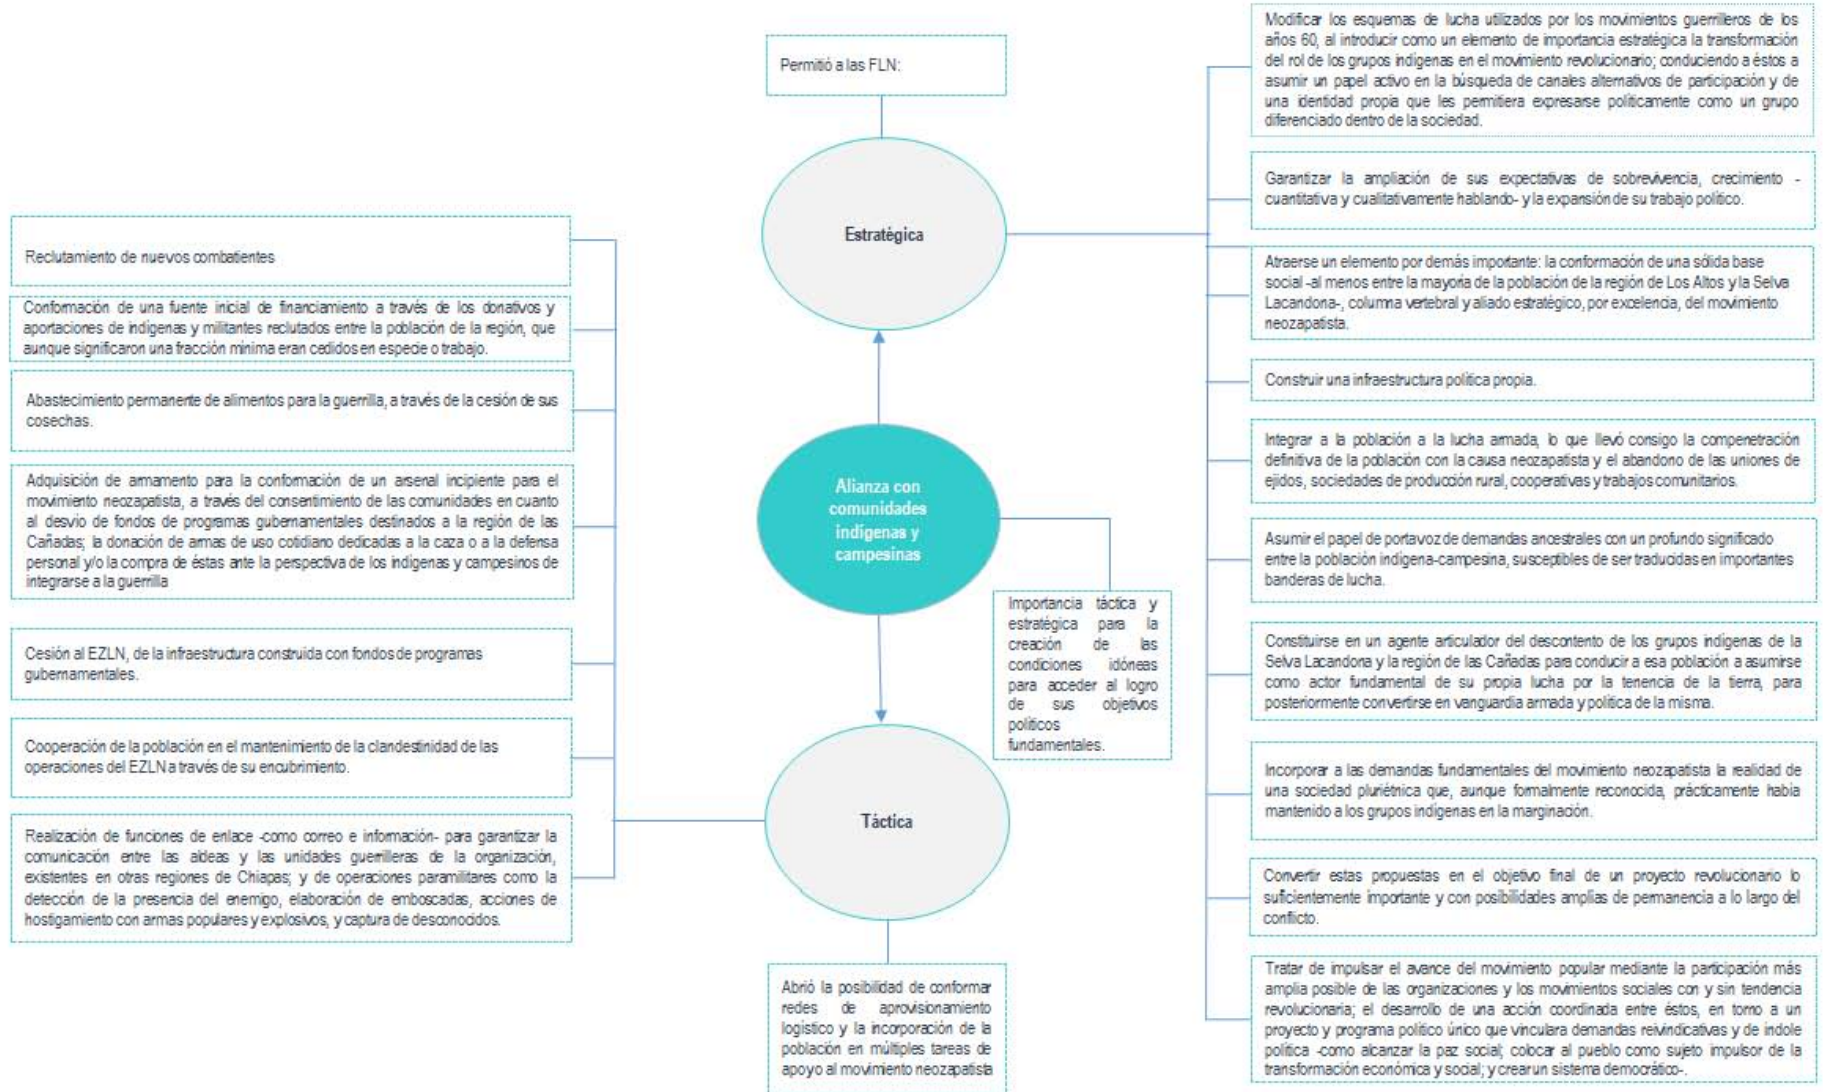 Permitió a las FLN:
Estratégica
Modificar los esquemas de lucha utilizados por los movimientos guerrilleros de los
años 60, al introducir como un elemento de importancia estratégica la transformación
del rol de los grupos indígenas en el movimiento revolucionario; conduciendo a éstos a
asumir un papel activo en la búsqueda de canales alternativos de participación y de
una identidad propia que les permitiera expresarse políticamente como un grupo
diferenciado dentro de la sociedad.
Garantizar la ampliación de sus expectativas de sobrevivencia, crecimiento -
cuantitativa y cualitativamente hablando- y la expansión de su trabajo político.
Atraerse un elemento por demás importante: la conformación de una sólida base
social -al menos entre la mayoría de la población de la región de Los Altos y la Selva
Lacandona-, columna vertebral y aliado estratégico, por excelencia, del movimiento
neozapatista.
Construir una infraestructura política propia.
Integrar a la población a la lucha armada, lo que llevó consigo la compenetración
definitiva de la población con la causa neozapatista y el abandono de las uniones de
ejidos, sociedades de producción rural, cooperativas y trabajos comunitarios.
Asumir el papel de portavoz de demandas ancestrales con un profundo significado
entre la población indígena-campesina, susceptibles de ser traducidas en importantes
banderas de lucha.
Constituirse en un agente articulador del descontento de los grupos indígenas de la
Selva Lacandona y la región de las Cañadas para conducir a esa población a asumirse
como actor fundamental de su propia lucha por la tenencia de la tierra, para
posteriormente convertirse en vanguardia armada y política de la misma.
Incorporar a las demandas fundamentales del movimiento neozapatista la realidad de
una sociedad pluriétnica que, aunque formalmente reconocida, prácticamente había
mantenido a los grupos indígenas en la marginación.
Convertir estas propuestas en el objetivo final de un proyecto revolucionario lo
suficientemente importante y con posibilidades amplias de permanencia a lo largo del
conflicto.
Tratar de impulsar el avance del movimiento popular mediante la participación más
amplia posible de las organizaciones y los movimientos sociales con y sin tendencia
revolucionaria; el desarrollo de una acción coordinada entre éstos, en torno a un
proyecto y programa político único que vinculara demandas reivindicativas y de índole
política -como alcanzar la paz social; colocar al pueblo como sujeto impulsor de la
transformación económica y social; y crear un sistema democrático-.
Alianza con
comunidades
indígenas y
campesinas
Importancia táctica y
estratégica para la
creación de las
condiciones idóneas
para acceder al logro
de sus objetivos
políticos
fundamentales.
Táctica
Abrió la posibilidad de conformar
redes de aprovisionamiento
logístico y la incorporación de la
población en múltiples tareas de
apoyo al movimiento neozapatista
Reclutamiento de nuevos combatientes
Conformación de una fuente inicial de financiamiento a través de los donativos y
aportaciones de indígenas y militantes reclutados entre la población de la región, que
aunque significaron una fracción mínima eran cedidos en especie o trabajo.
Abastecimiento permanente de alimentos para la guerrilla, a través de la cesión de sus
cosechas.
Adquisición de armamento para la conformación de un arsenal incipiente para el
movimiento neozapatista, a través del consentimiento de las comunidades en cuanto
al desvío de fondos de programas gubernamentales destinados a la región de las
Cañadas; la donación de armas de uso cotidiano dedicadas a la caza o a la defensa
personal y/o la compra de éstas ante la perspectiva de los indígenas y campesinos de
integrarse a la guerrilla
Cesión al EZLN, de la infraestructura construida con fondos de programas
gubernamentales.
Cooperación de la población en el mantenimiento de la clandestinidad de las
operaciones del EZLN a través de su encubrimiento.
Realización de funciones de enlace -como correo e información- para garantizar la
comunicación entre las aldeas y las unidades guerrilleras de la organización,
existentes en otras regiones de Chiapas; y de operaciones paramilitares como la
detección de la presencia del enemigo, elaboración de emboscadas, acciones de
hostigamiento con armas populares y explosivos, y captura de desconocidos.